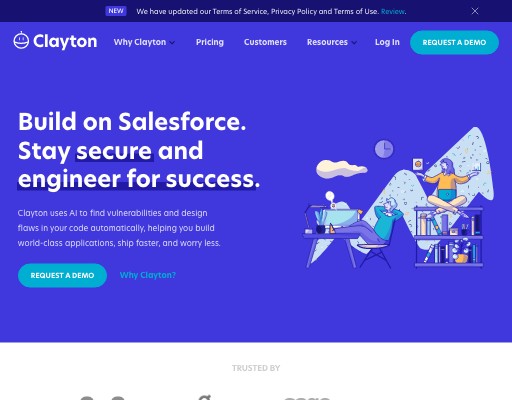 NEW We have updated our Terms of Service, Privacy Policy and Terms of Use. Review.
Clayton Why Clayton Pricing Customers Resources Log In REQUEST A DEMO
Build on Salesforce.
Stay secure and
engineer for success.
Clayton uses AI to find vulnerabilities and design
flaws in your code automatically, helping you build
world-class applications, ship faster, and worry less.
REQUEST A DEMO Why Clayton?
TRUSTED BY